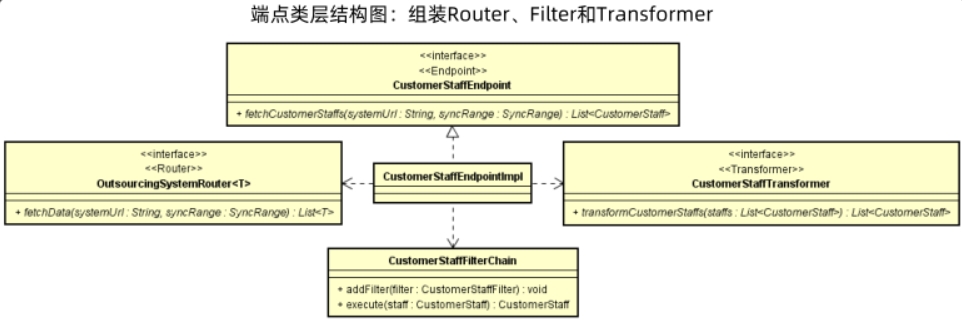 端点类层结构图：组装Router、Filter和Transformer
<<interface>>
<<Endpoint>>
CustomerStaffEndpoint
+ fetchCustomerStaffs(systemUrl : String, syncRange : SyncRange) : List<CustomerStaff>
<<interface>>
<<Router>>
OutsourcingSystemRouter<T>
+ fetchData(systemUrl : String, syncRange : SyncRange) : List<T>
CustomerStaffEndpointImpl
<<interface>>
<<Transformer>>
CustomerStaffTransformer
+ transformCustomerStaffs(staffs : List<CustomerStaff>) : List<CustomerStaff>
CustomerStaffFilterChain
+ addFilter(filter : CustomerStaffFilter) : void
+ execute(staff : CustomerStaff) : CustomerStaff